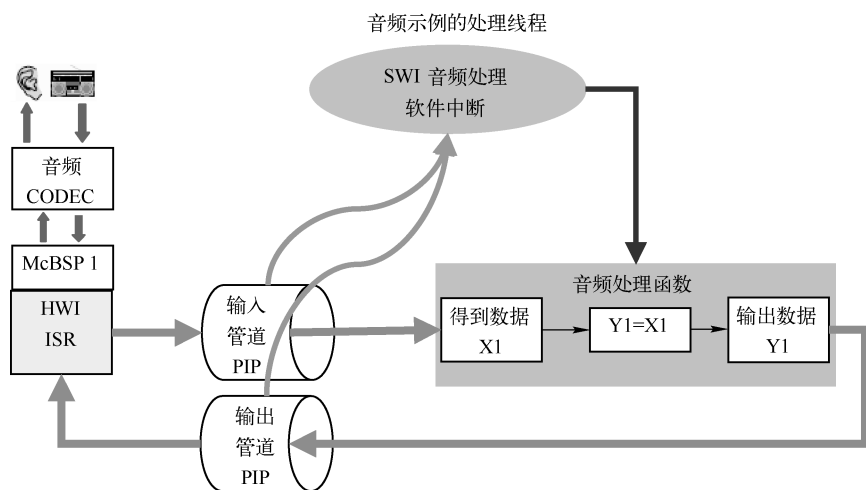 音频示例的处理线程
SWI 音频处理
软件中断
音频
CODEC
McBSP 1
HWI
ISR
输入
管道
PIP
音频处理函数
得到数据
X1
Y1=X1
输出数据
Y1
输出
管道
PIP